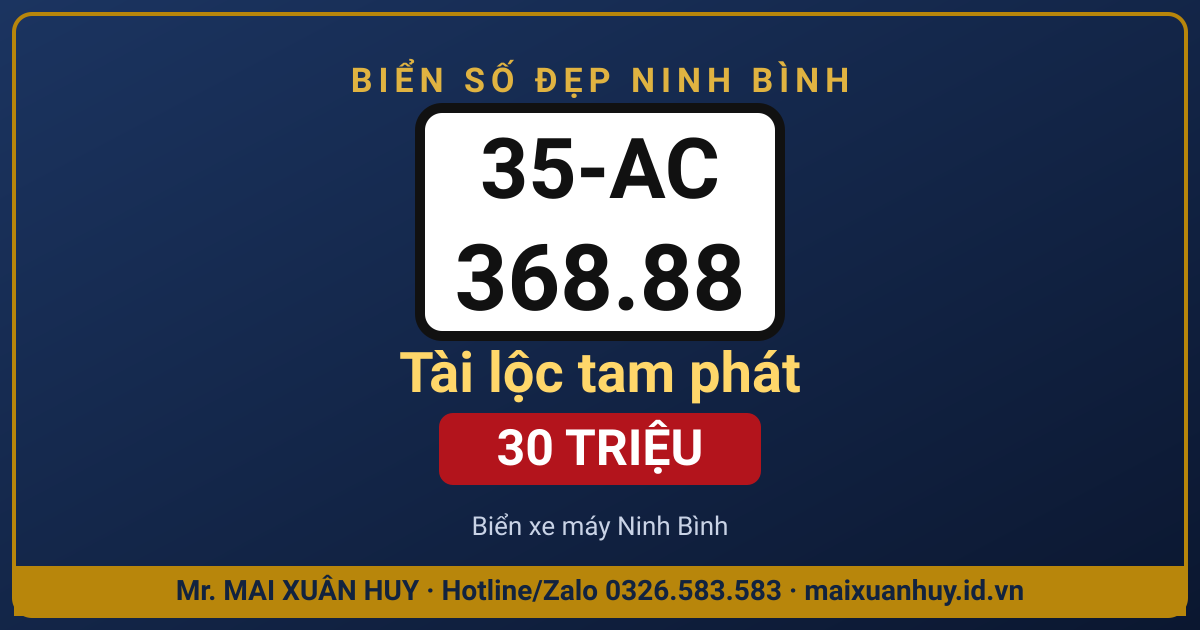 BIỂN SỐ ĐẸP NINH BÌNH
35-AC
368.88
Tài lộc tam phát
30 TRIỆU
Biển xe máy Ninh Bình
Mr. MAI XUÂN HUY · Hotline/Zalo 0326.583.583 · maixuanhuy.id.vn